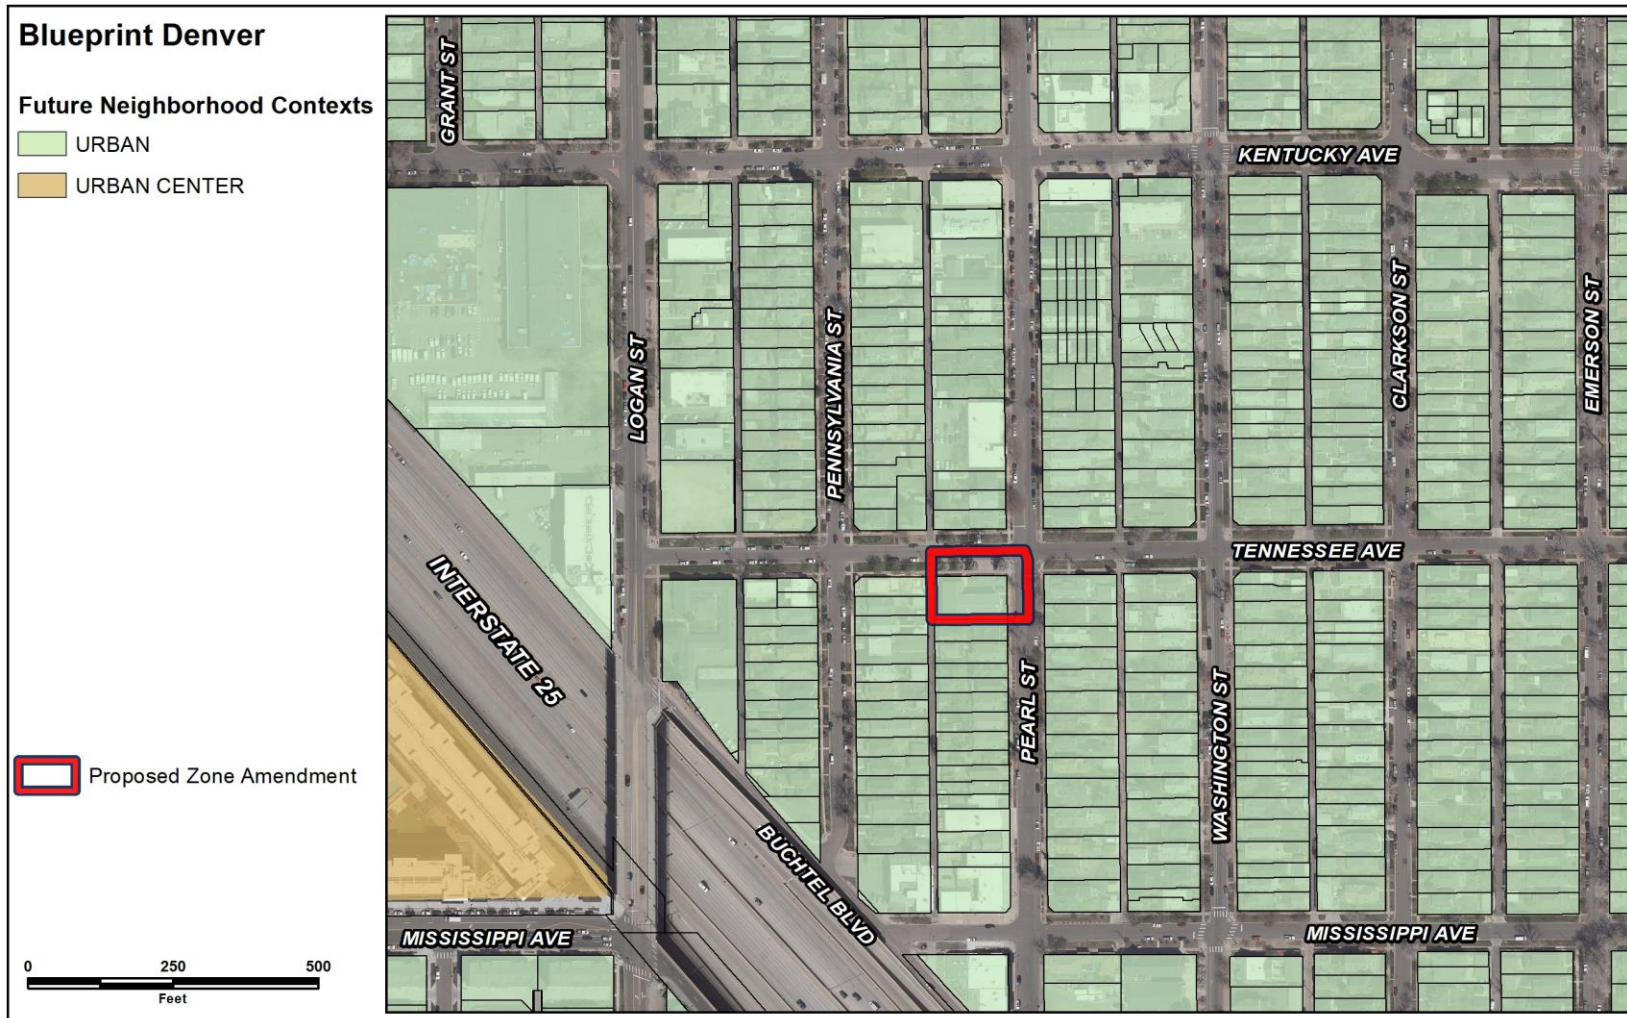 Blueprint Denver
Future Neighborhood Contexts
URBAN
URBAN CENTER
Proposed Zone Amendment
0 250 500
Feet
GRANT ST
KENTUCKY AVE
LOGAN ST
PENNSYLVANIA ST
CLARKSON ST
EMERSON ST
TENNESSEE AVE
INTERSTATE 25
PEARL ST
WASHINGTON ST
BUCHTEL BLVD
MISSISSIPPI AVE
MISSISSIPPI AVE